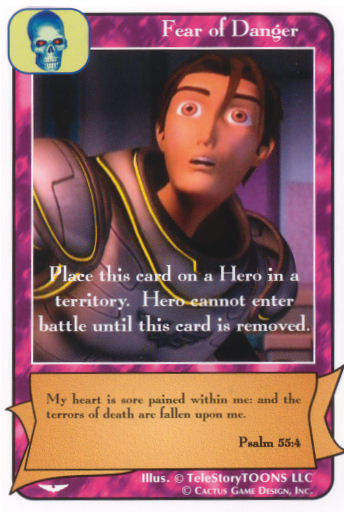 Fear of Danger
Place this card on a Hero in a
territory. Hero cannot enter
battle until this card is removed.
My heart is sore pained within me: and the
terrors of death are fallen upon me.
Psalm 55:4
Illus. © TeleStoryTOONS LLC
© Cactus Game Design, Inc.